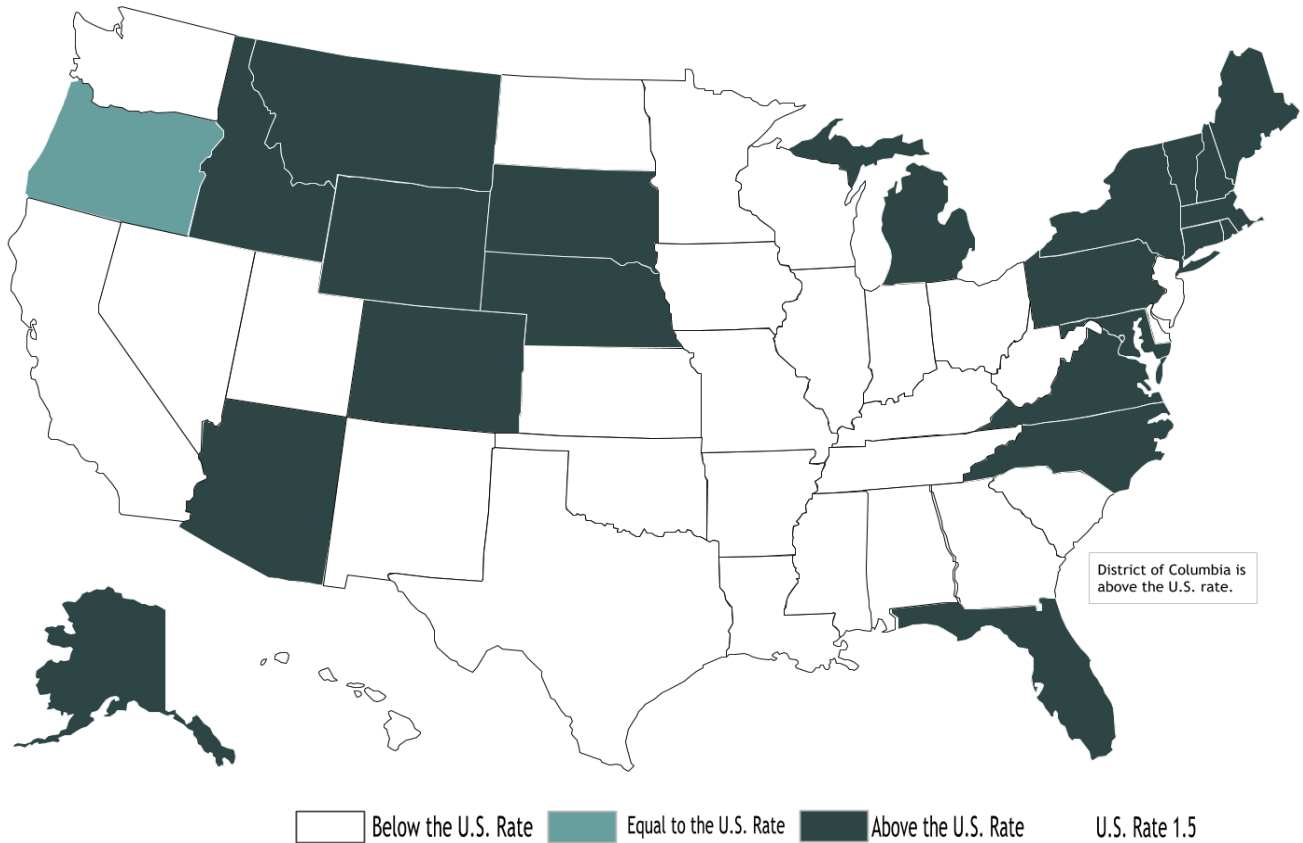 District of Columbia is
above the U.S. rate.
Below the U.S. Rate
Equal to the U.S. Rate
Above the U.S. Rate
U.S. Rate 1.5